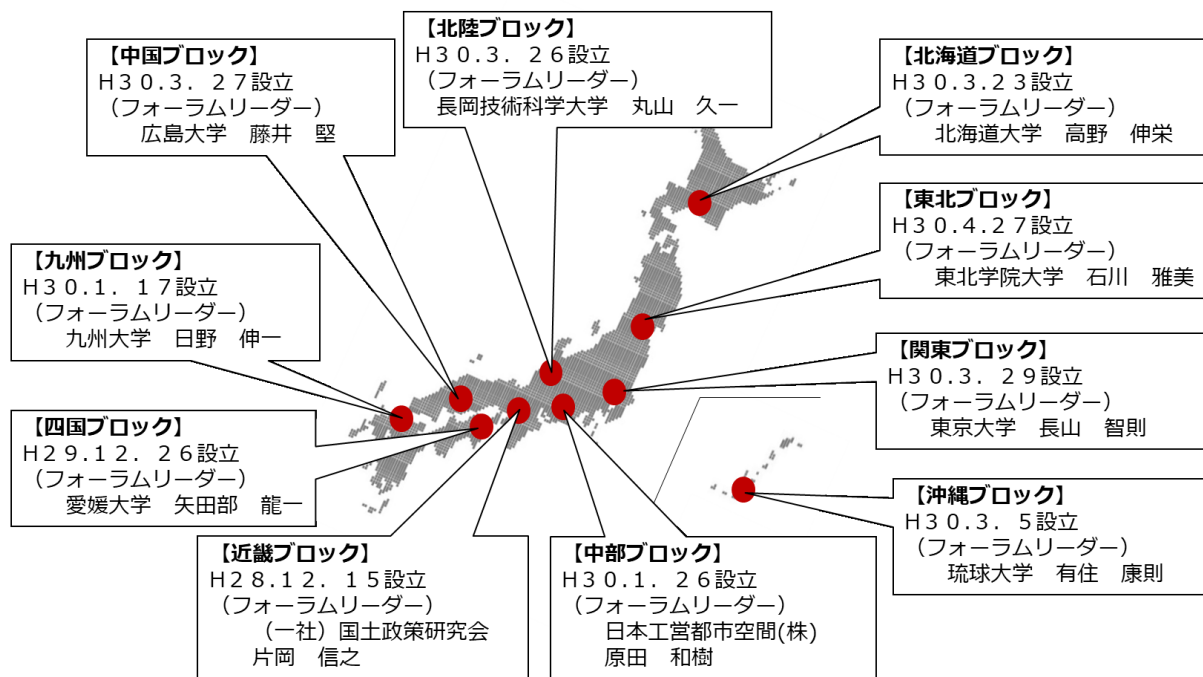 【中国ブロック】
H３０.３．２７設立
（フォーラムリーダー）
広島大学　藤井　堅
【北陸ブロック】
H３０.３．２６設立
（フォーラムリーダー）
長岡技術科学大学　丸山　久一
【北海道ブロック】
H３０.３.２３設立
（フォーラムリーダー）
北海道大学　高野　伸栄
【東北ブロック】
H３０.４.２７設立
（フォーラムリーダー）
東北学院大学　石川　雅美
【九州ブロック】
H３０.１．１７設立
（フォーラムリーダー）
九州大学　日野　伸一
【関東ブロック】
H３０.３．２９設立
（フォーラムリーダー）
東京大学　長山　智則
【四国ブロック】
H２９.１２．２６設立
（フォーラムリーダー）
愛媛大学　矢田部　龍一
【沖縄ブロック】
H３０.３．５設立
（フォーラムリーダー）
琉球大学　有住　康則
【近畿ブロック】
H２８.１２．１５設立
（フォーラムリーダー）
（一社）国土政策研究会
片岡　信之
【中部ブロック】
H３０.１．２６設立
（フォーラムリーダー）
日本工営都市空間(株)
原田　和樹